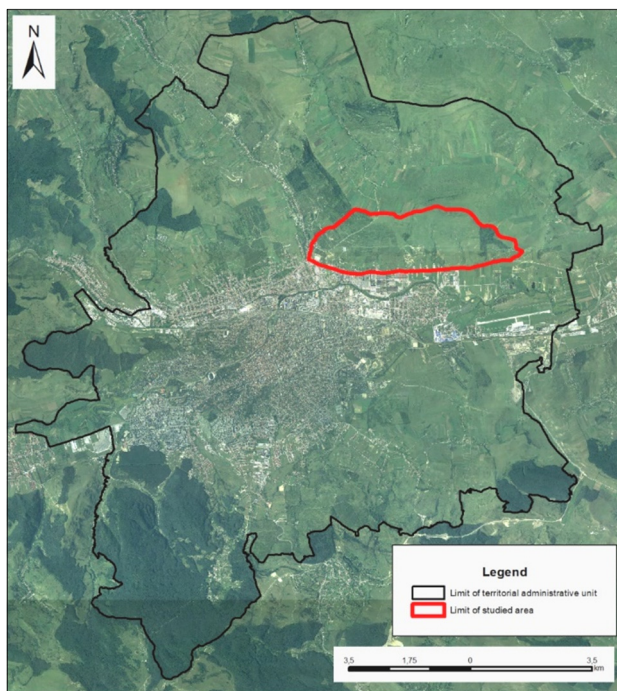 N
Legend
Limit of territorial administrative unit
Limit of studied area
3,5 1,75 0 3,5
km